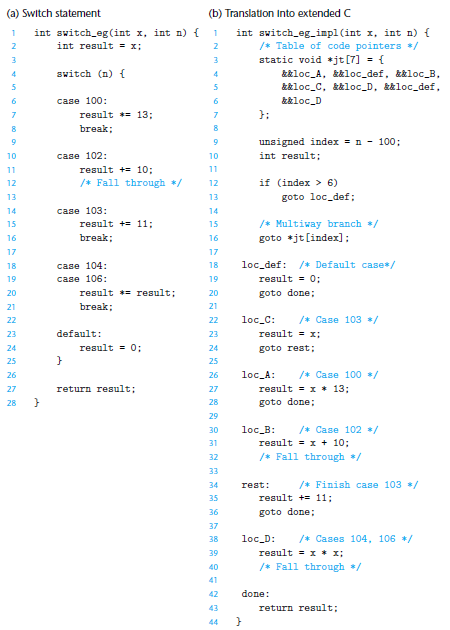 (a) Switch statement
1 int switch_eg(int x, int n) {
2 int result = x;
3
4 switch (n) {
5
6 case 100:
7 result *= 13;
8 break;
9
10 case 102:
11 result += 10;
12 /* Fall through */
13
14 case 103:
15 result += 11;
16 break;
17
18 case 104:
19 case 106:
20 result *= result;
21 break;
22
23 default:
24 result = 0;
25 }
26
27 return result;
28 }
(b) Translation into extended C
1 int switch_eg_impl(int x, int n) {
2 /* Table of code pointers */
3 static void *jt[7] = {
4 &&loc_A, &&loc_def, &&loc_B,
5 &&loc_C, &&loc_D, &&loc_def,
6 &&loc_D
7 };
8
9 unsigned index = n - 100;
10 int result;
11
12 if (index > 6)
13 goto loc_def;
14
15 /* Multiway branch */
16 goto *jt[index];
17
18 loc_def: /* Default case*/
19 result = 0;
20 goto done;
21
22 loc_C: /* Case 103 */
23 result = x;
24 goto rest;
25
26 loc_A: /* Case 100 */
27 result = x * 13;
28 goto done;
29
30 loc_B: /* Case 102 */
31 result = x + 10;
32 /* Fall through */
33
34 rest: /* Finish case 103 */
35 result += 11;
36 goto done;
37
38 loc_D: /* Cases 104, 106 */
39 result = x * x;
40 /* Fall through */
41
42 done:
43 return result;
44 }